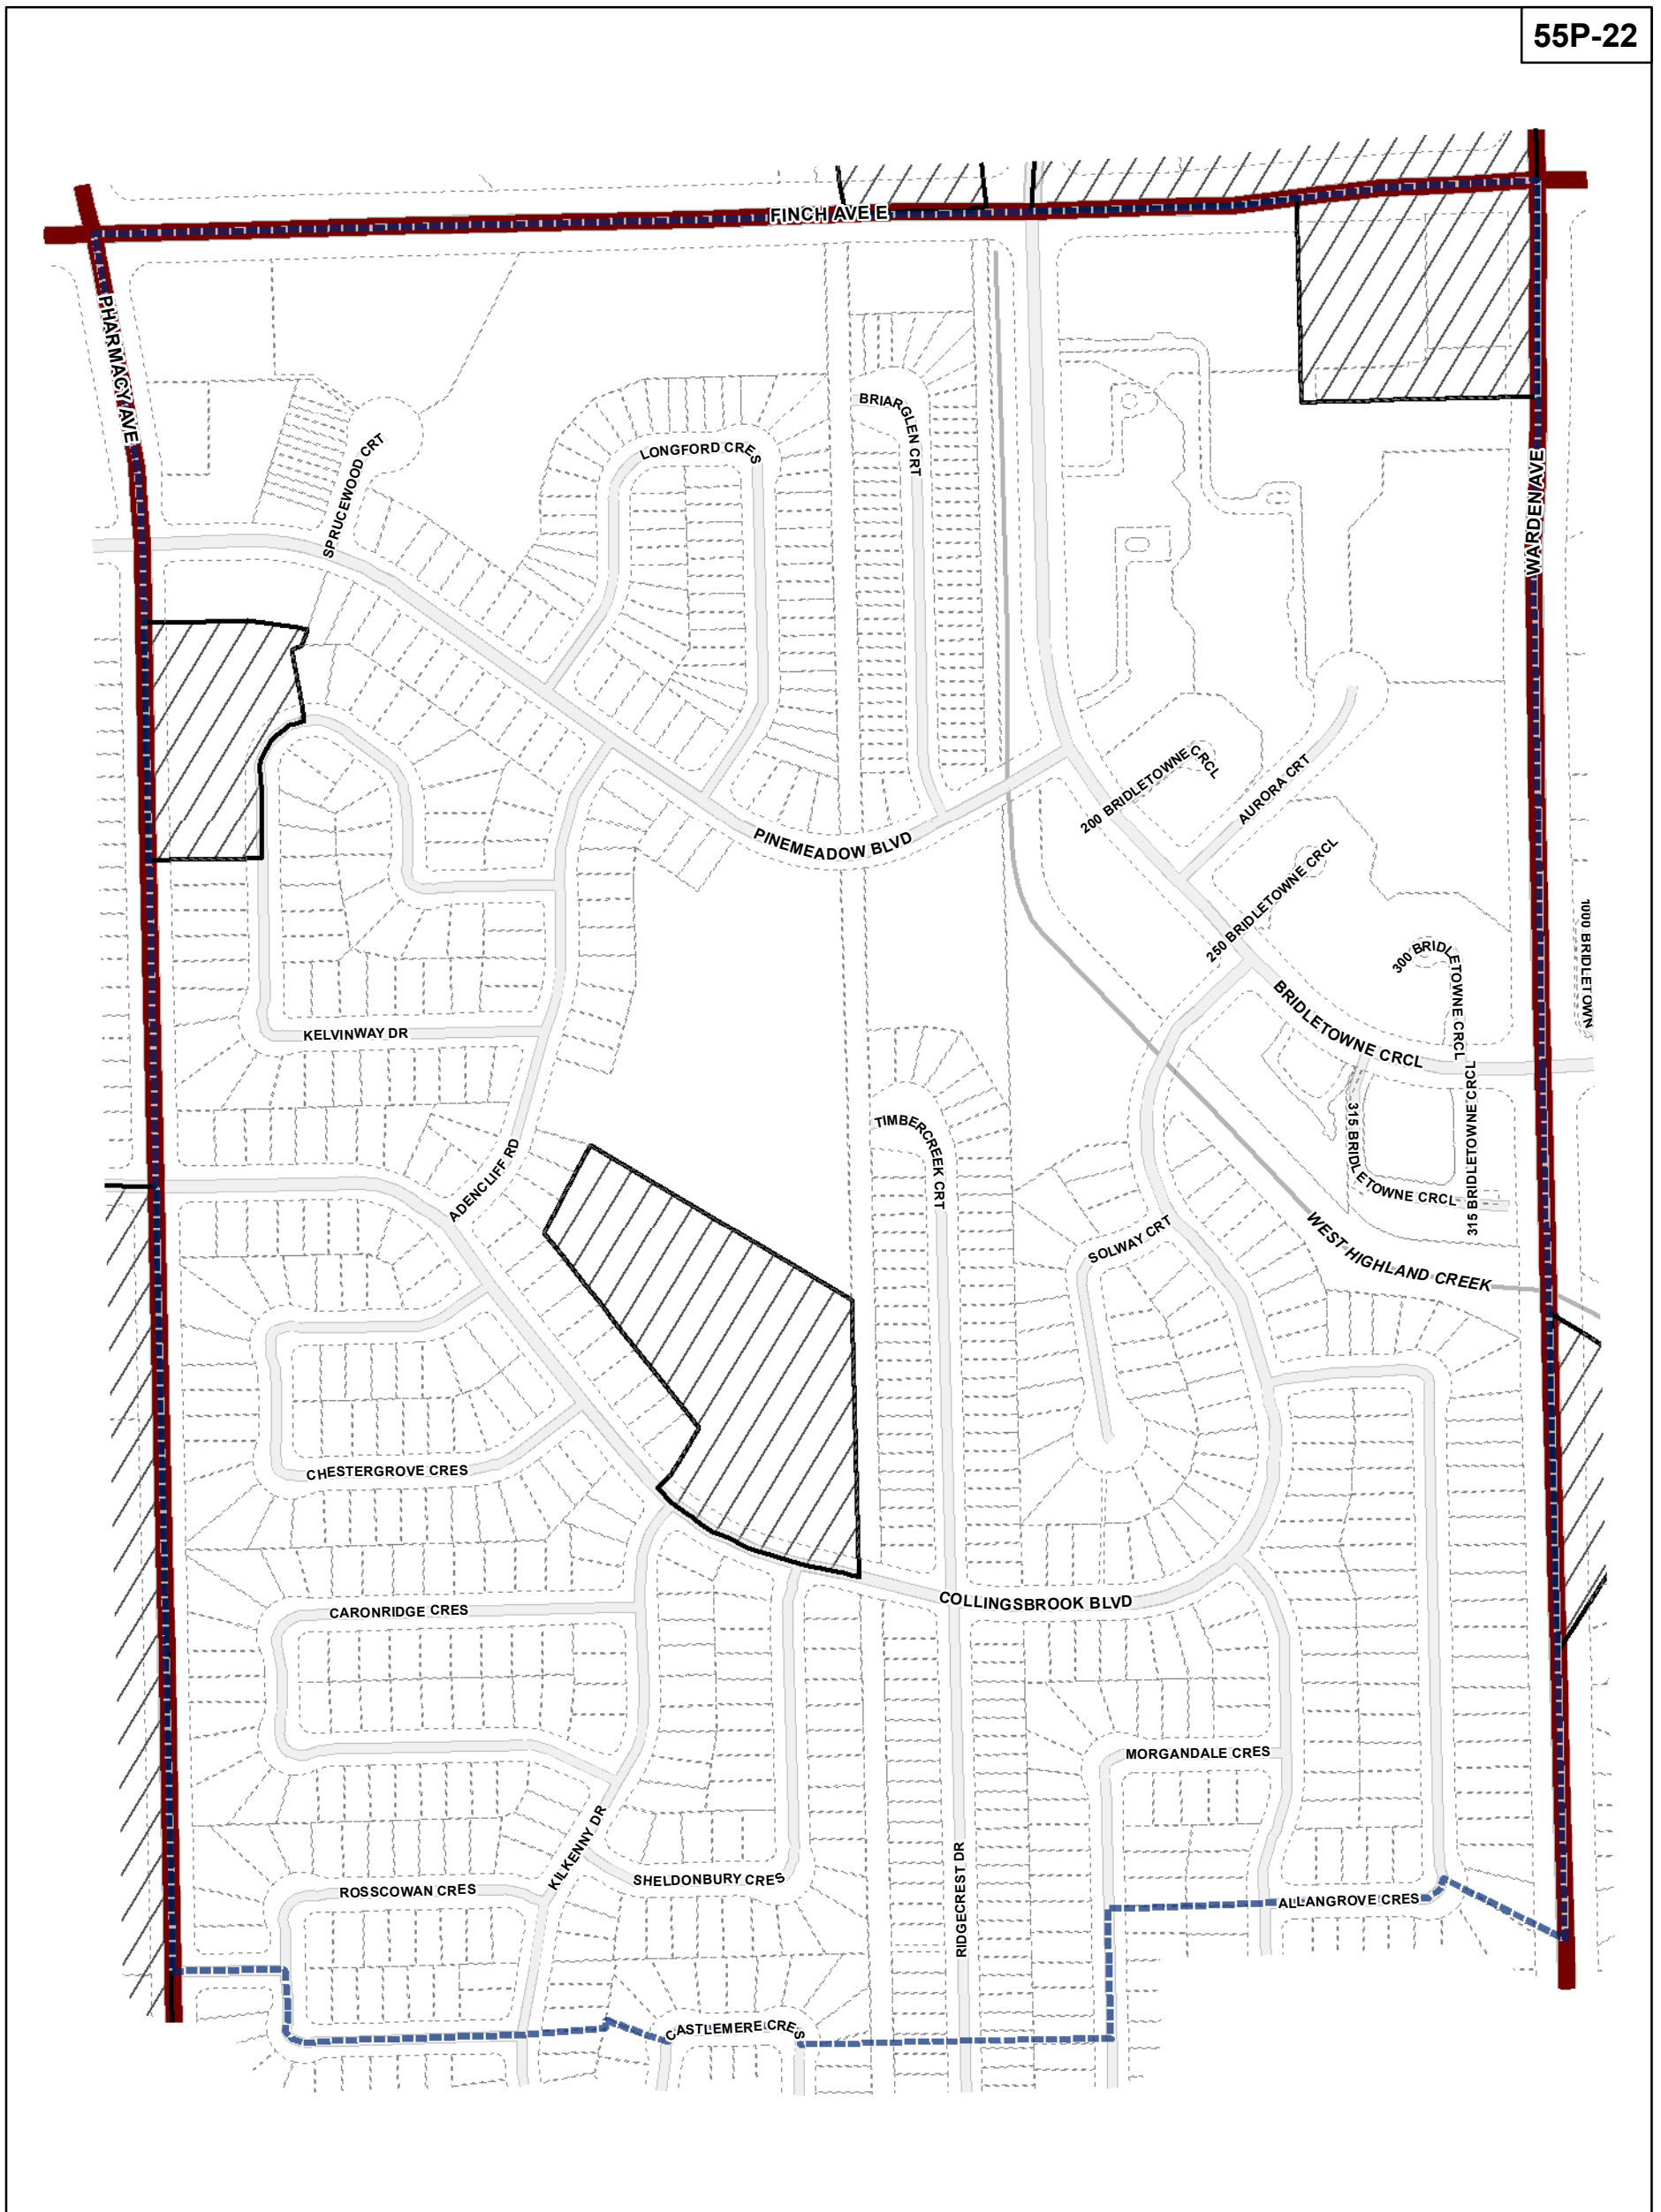 55P-22
FINCH AVE E
PHARMACY AVE
BRIARGLEN CRT
LONGFORD CRES
SPRUCEWOOD CRT
WARDEN AVE
200 BRIDLETOWNE CRCL
AURORA CRT
PINEMEADOW BLVD
250 BRIDLETOWNE CRCL
1000 BRIDLETOWN
300 BRIDLETOWNE CRCL
BRIDLETOWNE CRCL
KELVINWAY DR
315 BRIDLETOWNE CRCL
315 BRIDLETOWNE CRCL
TIMBERCREEK CRT
ADENCLIFF RD
SOLWAY CRT
WEST HIGHLAND CREEK
CHESTERGROVE CRES
COLLINGSBROOK BLVD
CARONRIDGE CRES
MORGANDALE CRES
KILKENNY DR
SHELDONBURY CRES
RIDGECREST DR
ROSSCOWAN CRES
ALLANGROVE CRES
CASTLEMERE CRES